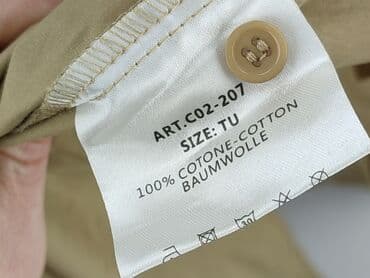 ART.C02-207
SIZE: TU
100% COTONE-COTTON
BAUMWOLLE